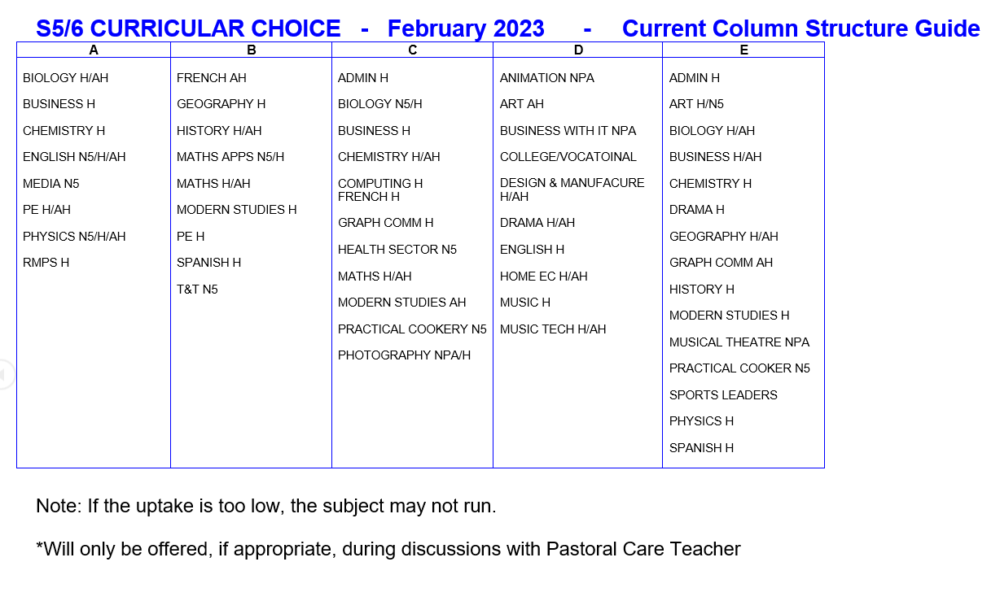 S5/6 CURRICULAR CHOICE - February 2023 - Current Column Structure Guide
A
BIOLOGY H/AH
BUSINESS H
CHEMISTRY H
ENGLISH N5/H/AH
MEDIA N5
PE H/AH
PHYSICS N5/H/AH
RMPS H
B
FRENCH AH
GEOGRAPHY H
HISTORY H/AH
MATHS APPS N5/H
MATHS H/AH
MODERN STUDIES H
PE H
SPANISH H
T&T N5
C
ADMIN H
BIOLOGY N5/H
BUSINESS H
CHEMISTRY H/AH
COMPUTING H
FRENCH H
GRAPH COMM H
HEALTH SECTOR N5
MATHS H/AH
MODERN STUDIES AH
PRACTICAL COOKERY N5
PHOTOGRAPHY NPA/H
D
ANIMATION NPA
ART AH
BUSINESS WITH IT NPA
COLLEGE/VOCATOINAL
DESIGN & MANUFACURE
H/AH
DRAMA H/AH
ENGLISH H
HOME EC H/AH
MUSIC H
MUSIC TECH H/AH
E
ADMIN H
ART H/N5
BIOLOGY H/AH
BUSINESS H/AH
CHEMISTRY H
DRAMA H
GEOGRAPHY H/AH
GRAPH COMM AH
HISTORY H
MODERN STUDIES H
MUSICAL THEATRE NPA
PRACTICAL COOKER N5
SPORTS LEADERS
PHYSICS H
SPANISH H
Note: If the uptake is too low, the subject may not run.
*Will only be offered, if appropriate, during discussions with Pastoral Care Teacher